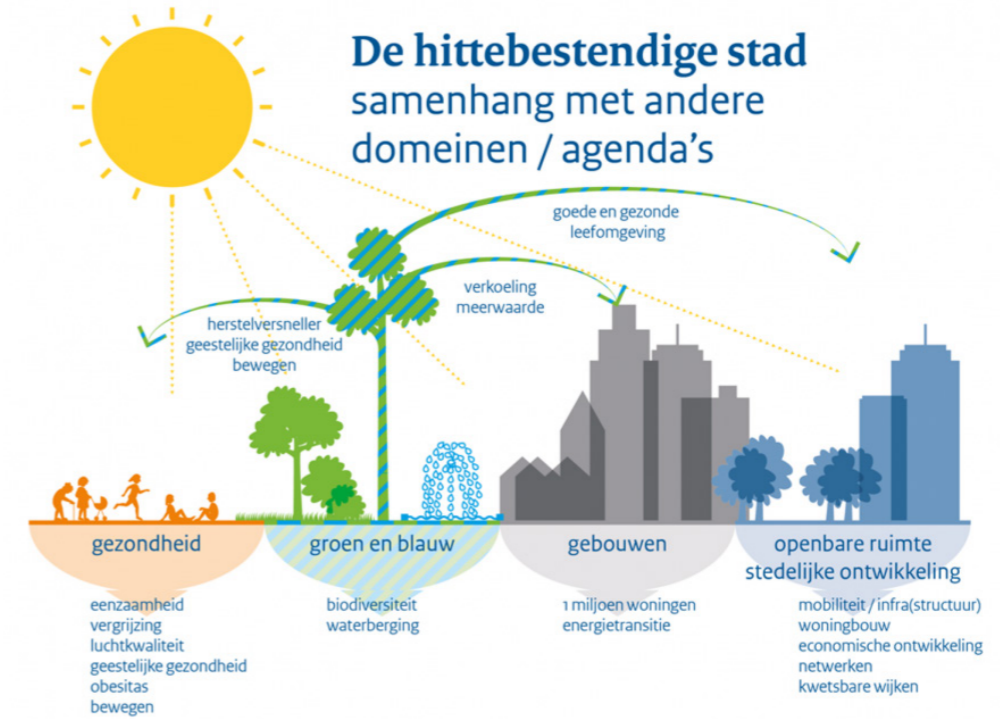 De hittebestendige stad
samenhang met andere
domeinen / agenda's
goede en gezonde
leefomgeving
verkoeling
meerwaarde
herstelversneller
geestelijke gezondheid
bewegen
gezondheid
groen en blauw
gebouwen
openbare ruimte
stedelijke ontwikkeling
eenzaamheid
vergrijzing
luchtkwaliteit
geestelijke gezondheid
obesitas
bewegen
biodiversiteit
waterberging
1 miljoen woningen
energietransitie
mobiliteit / infra(structuur)
woningbouw
economische ontwikkeling
netwerken
kwetsbare wijken